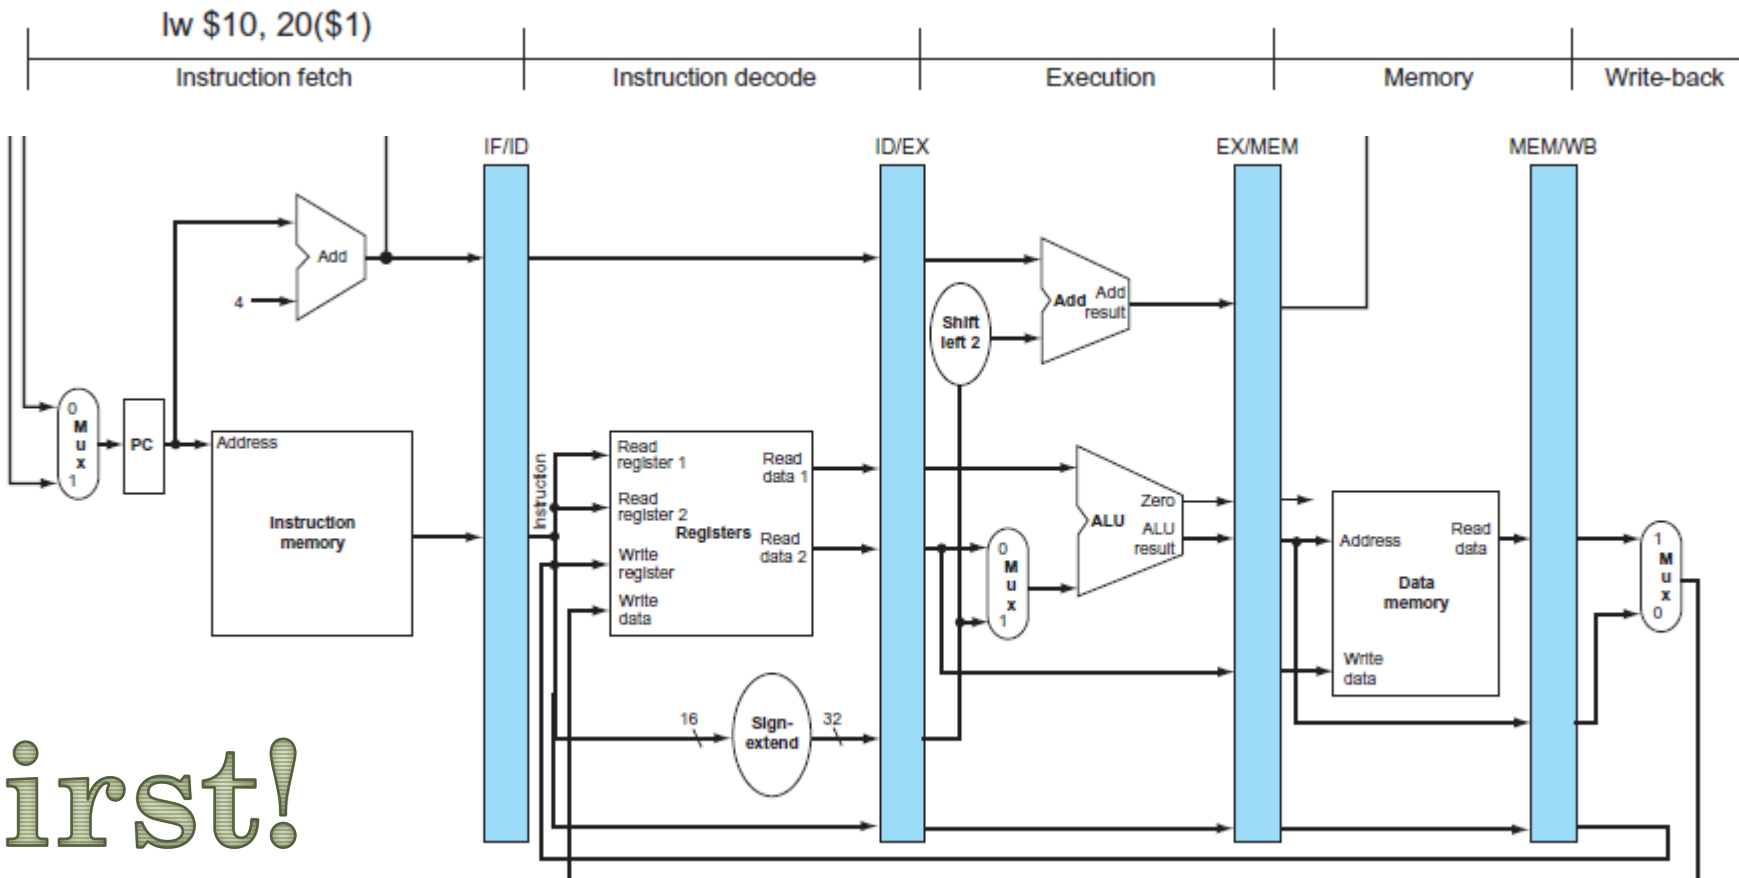 lw $10, 20($1)
Instruction fetch
Instruction decode
Execution
Memory
Write-back
IF/ID
ID/EX
EX/MEM
MEM/WB
Add
4
Shift
left 2
Add
Add
result
0
M
u
x
1
PC
Address
Instruction
memory
Instruction
Read
register 1
Read
register 2
Write
register
Write
data
Registers
Read
data 1
Read
data 2
16
Sign-
extend
32
0
M
u
x
1
Zero
ALU
ALU
result
Address
Read
data
Data
memory
Write
data
1
M
u
x
0
irst!